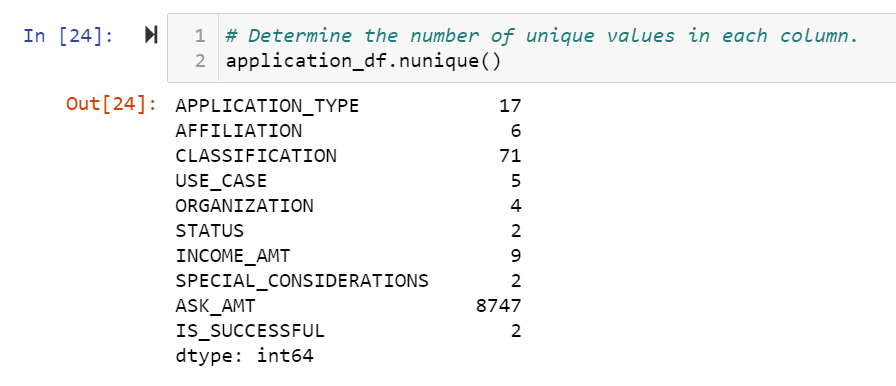 In [24]:
1 # Determine the number of unique values in each column.
2 application_df.nunique()
Out[24]:
APPLICATION_TYPE 17
AFFILIATION 6
CLASSIFICATION 71
USE_CASE 5
ORGANIZATION 4
STATUS 2
INCOME_AMT 9
SPECIAL_CONSIDERATIONS 2
ASK_AMT 8747
IS_SUCCESSFUL 2
dtype: int64